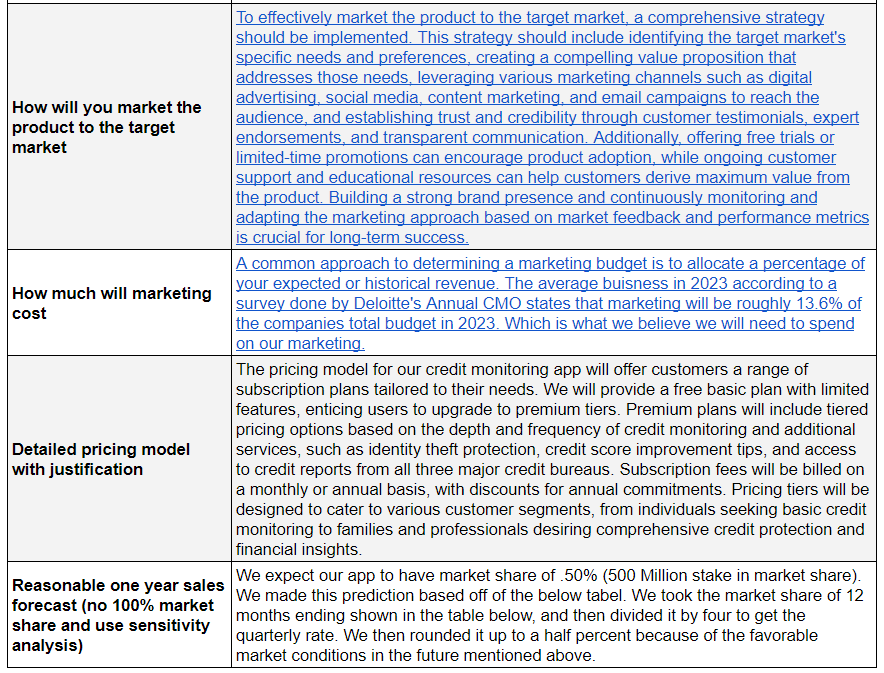 How will you market the
product to the target
market
To effectively market the product to the target market, a comprehensive strategy
should be implemented. This strategy should include identifying the target market's
specific needs and preferences, creating a compelling value proposition that
addresses those needs, leveraging various marketing channels such as digital
advertising, social media, content marketing, and email campaigns to reach the
audience, and establishing trust and credibility through customer testimonials, expert
endorsements, and transparent communication. Additionally, offering free trials or
limited-time promotions can encourage product adoption, while ongoing customer
support and educational resources can help customers derive maximum value from
the product. Building a strong brand presence and continuously monitoring and
adapting the marketing approach based on market feedback and performance metrics
is crucial for long-term success.
How much will marketing
cost
A common approach to determining a marketing budget is to allocate a percentage of
your expected or historical revenue. The average buisness in 2023 according to a
survey done by Deloitte's Annual CMO states that marketing will be roughly 13.6% of
the companies total budget in 2023. Which is what we believe we will need to spend
on our marketing.
Detailed pricing model
with justification
The pricing model for our credit monitoring app will offer customers a range of
subscription plans tailored to their needs. We will provide a free basic plan with limited
features, enticing users to upgrade to premium tiers. Premium plans will include tiered
pricing options based on the depth and frequency of credit monitoring and additional
services, such as identity theft protection, credit score improvement tips, and access
to credit reports from all three major credit bureaus. Subscription fees will be billed on
a monthly or annual basis, with discounts for annual commitments. Pricing tiers will be
designed to cater to various customer segments, from individuals seeking basic credit
monitoring to families and professionals desiring comprehensive credit protection and
financial insights.
Reasonable one year sales
forecast (no 100% market
share and use sensitivity
analysis)
We expect our app to have market share of .50% (500 Million stake in market share).
We made this prediction based off of the below tabel. We took the market share of 12
months ending shown in the table below, and then divided it by four to get the
quarterly rate. We then rounded it up to a half percent because of the favorable
market conditions in the future mentioned above.